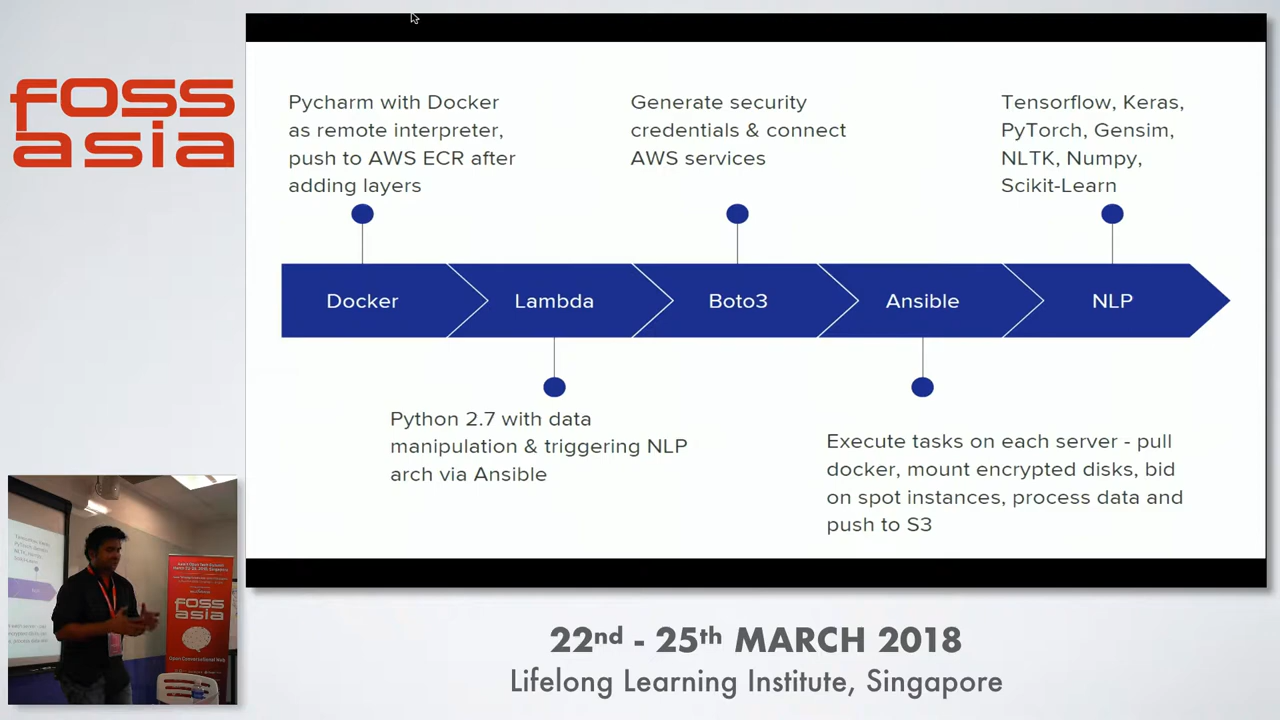 foss
asia
Pycharm with Docker
as remote interpreter,
push to AWS ECR after
adding layers
Generate security
credentials & connect
AWS services
Tensorflow, Keras,
PyTorch, Gensim,
NLTK, Numpy,
Scikit-Learn
Docker
Lambda
Boto3
Ansible
NLP
Python 2.7 with data
manipulation & triggering NLP
arch via Ansible
Execute tasks on each server - pull
docker, mount encrypted disks, bid
on spot instances, process data and
push to S3
FOSS
ASIA
22nd - 25th MARCH 2018
Lifelong Learning Institute, Singapore